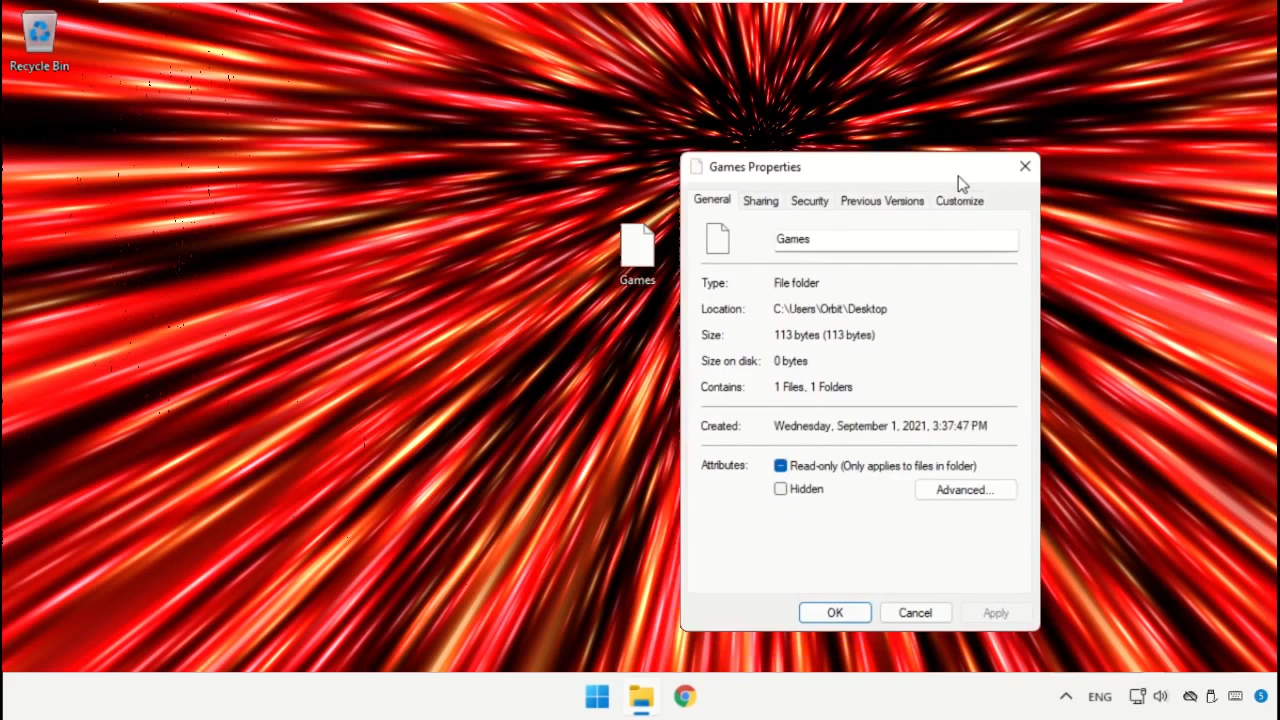 Recycle Bin
Games
Games Properties
General Sharing Security Previous Versions Customize
Games
Type: File folder
Location: C:\Users\Orbit\Desktop
Size: 113 bytes (113 bytes)
Size on disk: 0 bytes
Contains: 1 Files, 1 Folders
Created: Wednesday, September 1, 2021, 3:37:47 PM
Attributes: Read-only (Only applies to files in folder)
Hidden Advanced...
OK Cancel Apply
ENG 5